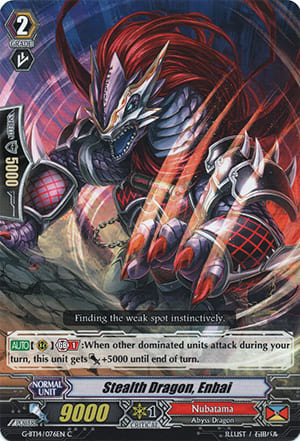 2
GRADE
SHIELD
5000
Finding the weak spot instinctively.
AUTO [ ] GB 1 :When other dominated units attack during your turn, this unit gets +5000 until end of turn.
Stealth Dragon, Enbai
NORMAL UNIT
POWER
9000
1
CRITICAL
Nubatama
Abyss Dragon
G-BT14/076EN C
ILLUST /